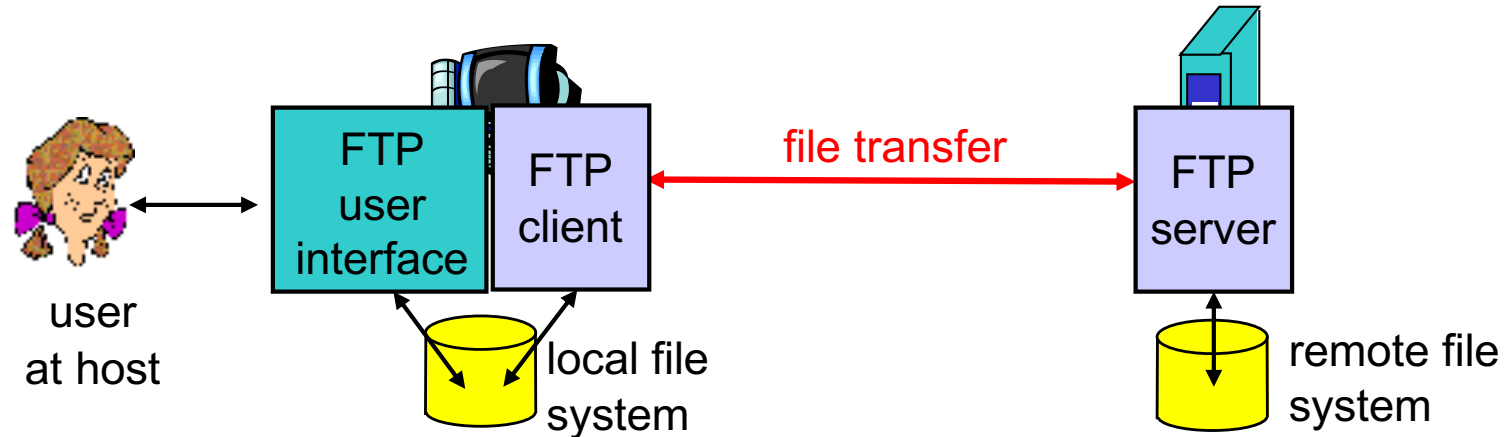 FTP
user
interface
FTP
client
file transfer
FTP
server
user
at host
local file
system
remote file
system